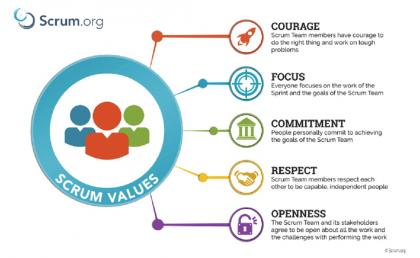 Scrum.org
COURAGE
Scrum Team members have courage to
do the right thing and work on tough
problems
FOCUS
Everyone focuses on the work of the
Sprint and the goals of the Scrum Team
COMMITMENT
People personally commit to achieving
the goals of the Scrum Team
RESPECT
Scrum Team members respect each
other to be capable, independent people
OPENNESS
The Scrum Team and its stakeholders
agree to be open about all the work and
the challenges with performing the work
SCRUM VALUES